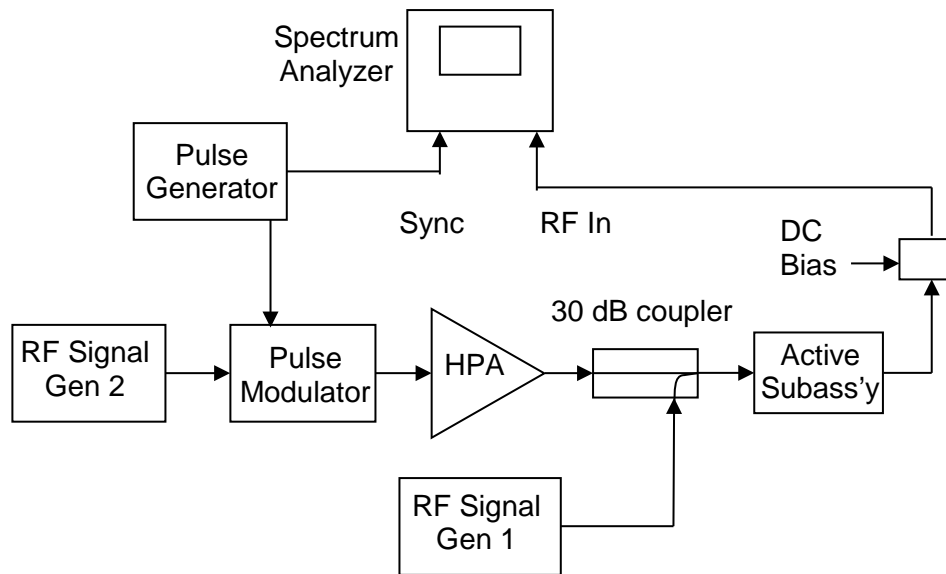 Spectrum
Analyzer
Pulse
Generator
Sync
RF In
DC
Bias
30 dB coupler
RF Signal
Gen 2
Pulse
Modulator
HPA
Active
Subass'y
RF Signal
Gen 1